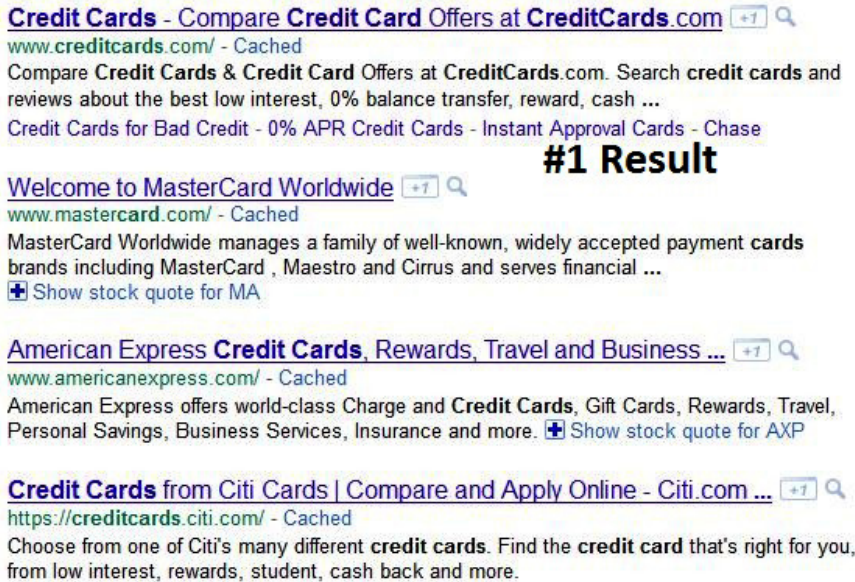 Credit Cards - Compare Credit Card Offers at CreditCards.com +1
www.creditcards.com/ - Cached
Compare Credit Cards & Credit Card Offers at CreditCards.com. Search credit cards and
reviews about the best low interest, 0% balance transfer, reward, cash ...
Credit Cards for Bad Credit - 0% APR Credit Cards - Instant Approval Cards - Chase
#1 Result
Welcome to MasterCard Worldwide +1
www.mastercard.com/ - Cached
MasterCard Worldwide manages a family of well-known, widely accepted payment cards
brands including MasterCard , Maestro and Cirrus and serves financial ...
Show stock quote for MA
American Express Credit Cards, Rewards, Travel and Business ... +1
www.americanexpress.com/ - Cached
American Express offers world-class Charge and Credit Cards, Gift Cards, Rewards, Travel,
Personal Savings, Business Services, Insurance and more. Show stock quote for AXP
Credit Cards from Citi Cards | Compare and Apply Online - Citi.com ... +1
https://creditcards.citi.com/ - Cached
Choose from one of Citi's many different credit cards. Find the credit card that's right for you,
from low interest, rewards, student, cash back and more.